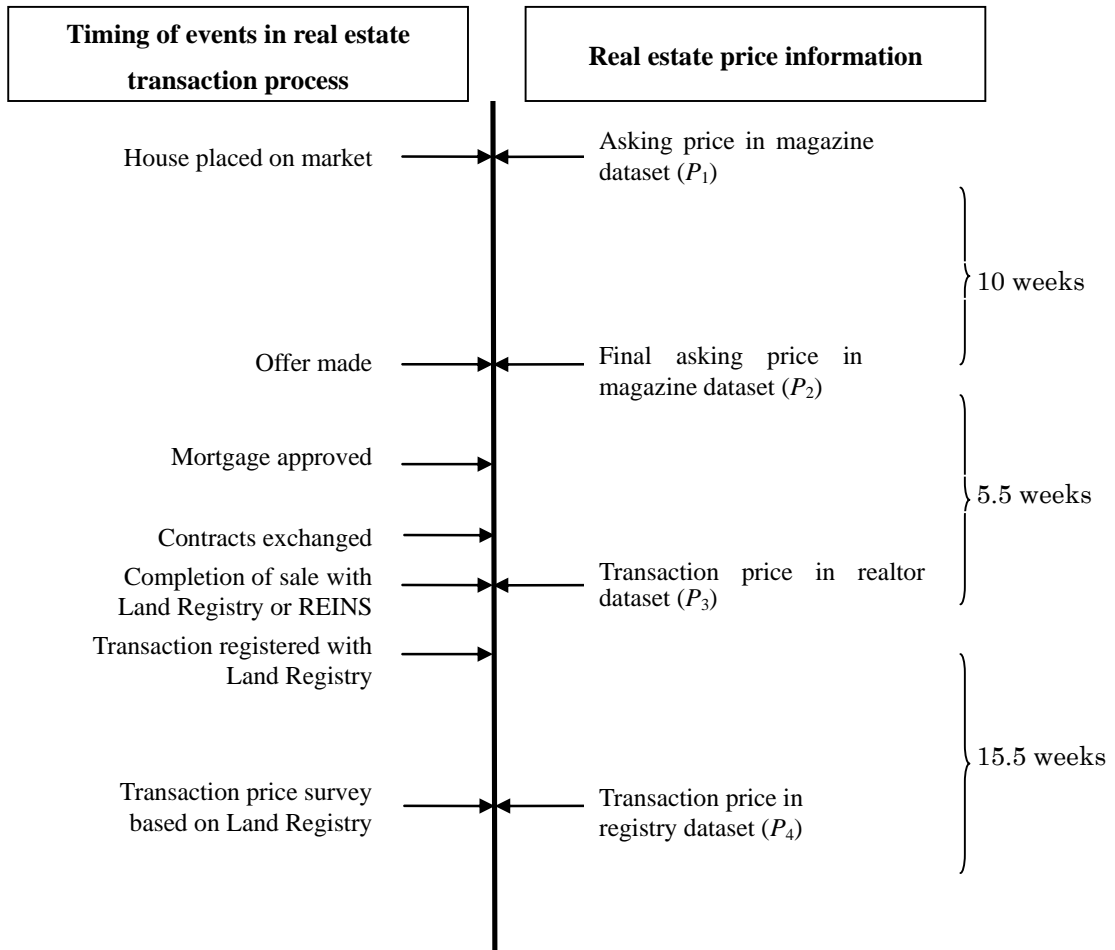 Timing of events in real estate
transaction process
Real estate price information
House placed on market
Asking price in magazine
dataset (P₁)
10 weeks
Offer made
Final asking price in
magazine dataset (P₂)
Mortgage approved
5.5 weeks
Contracts exchanged
Completion of sale with
Land Registry or REINS
Transaction price in realtor
dataset (P₃)
Transaction registered with
Land Registry
15.5 weeks
Transaction price survey
based on Land Registry
Transaction price in
registry dataset (P₄)